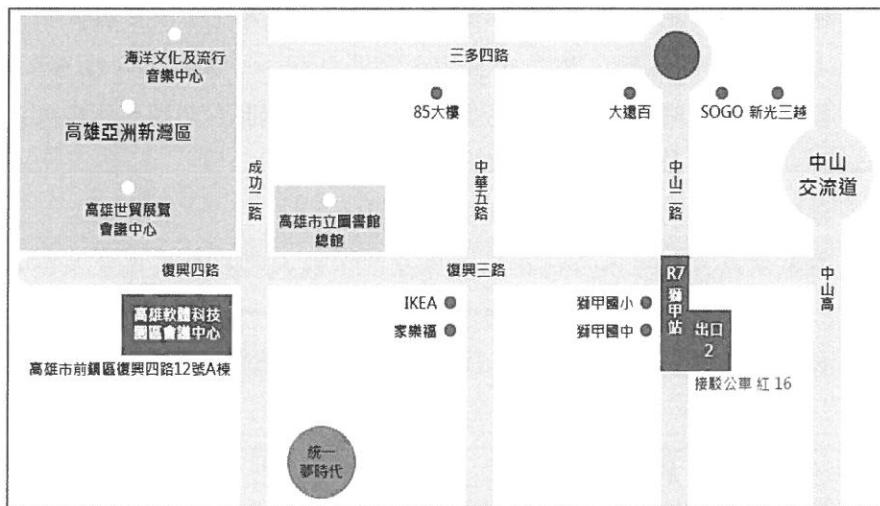 海洋文化及流行
音樂中心
三多四路
85大樓
大遠百
SOGO
新光三越
高雄亞洲新灣區
成功二路
中華五路
中山二路
中山
交流道
高雄世貿展覽
會議中心
高雄市立圖書館
總館
復興四路
復興三路
R7
獅甲站
中山高
高雄軟體科技
園區會議中心
IKEA
獅甲國小
家樂福
獅甲國中
出口
2
高雄市前鎮區復興四路12號A棟
接駁公車 紅 16
統一
夢時代